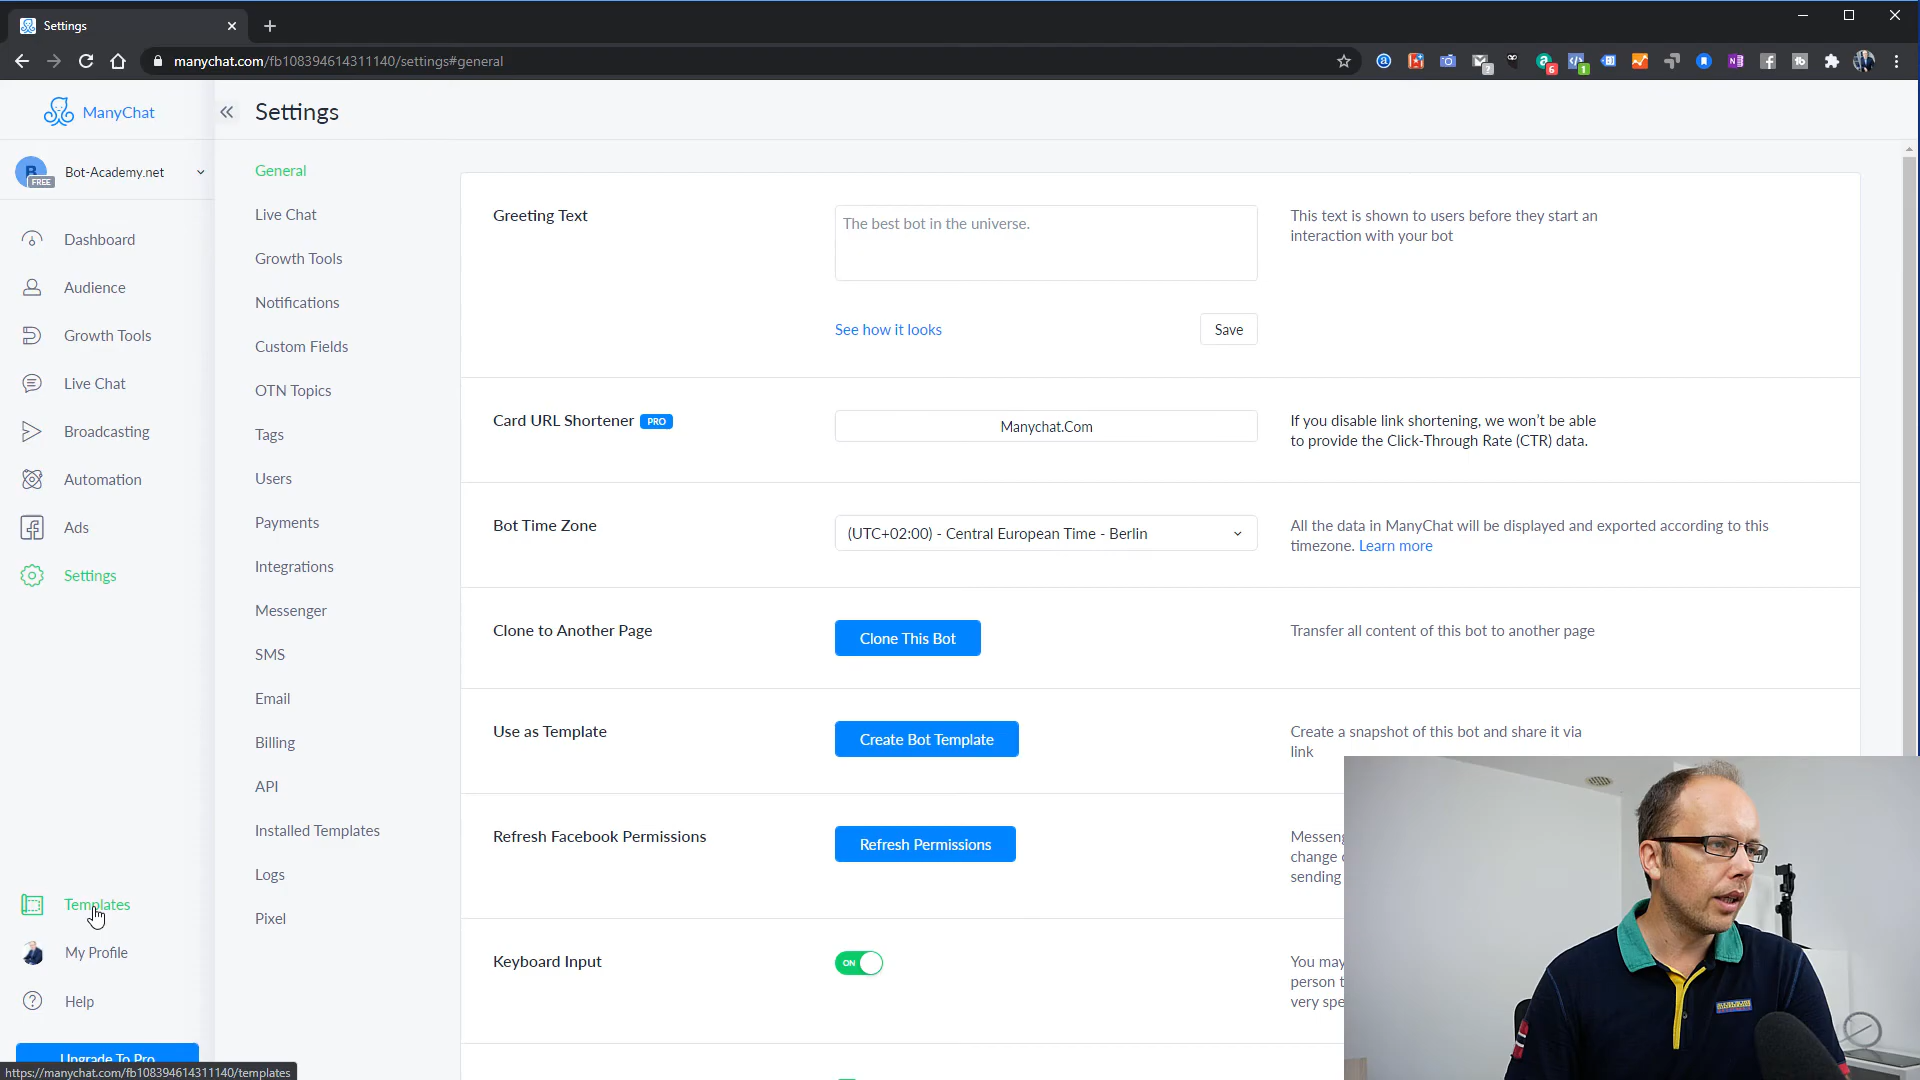 Settings
manychat.com/fb108394614311140/settings#general
ManyChat
Settings
Bot-Academy.net
FREE
Dashboard
Audience
Growth Tools
Live Chat
Broadcasting
Automation
Ads
Settings
Templates
My Profile
Help
Upgrade To Pro
https://manychat.com/fb108394614311140/templates
General
Live Chat
Growth Tools
Notifications
Custom Fields
OTN Topics
Tags
Users
Payments
Integrations
Messenger
SMS
Email
Billing
API
Installed Templates
Logs
Pixel
Greeting Text
The best bot in the universe.
This text is shown to users before they start an
interaction with your bot
See how it looks
Save
Card URL Shortener PRO
Manychat.Com
If you disable link shortening, we won't be able
to provide the Click-Through Rate (CTR) data.
Bot Time Zone
(UTC+02:00) - Central European Time - Berlin
All the data in ManyChat will be displayed and exported according to this
timezone. Learn more
Clone to Another Page
Clone This Bot
Transfer all content of this bot to another page
Use as Template
Create Bot Template
Create a snapshot of this bot and share it via
link
Refresh Facebook Permissions
Refresh Permissions
change
sending
Keyboard Input
ON
You may
person
very